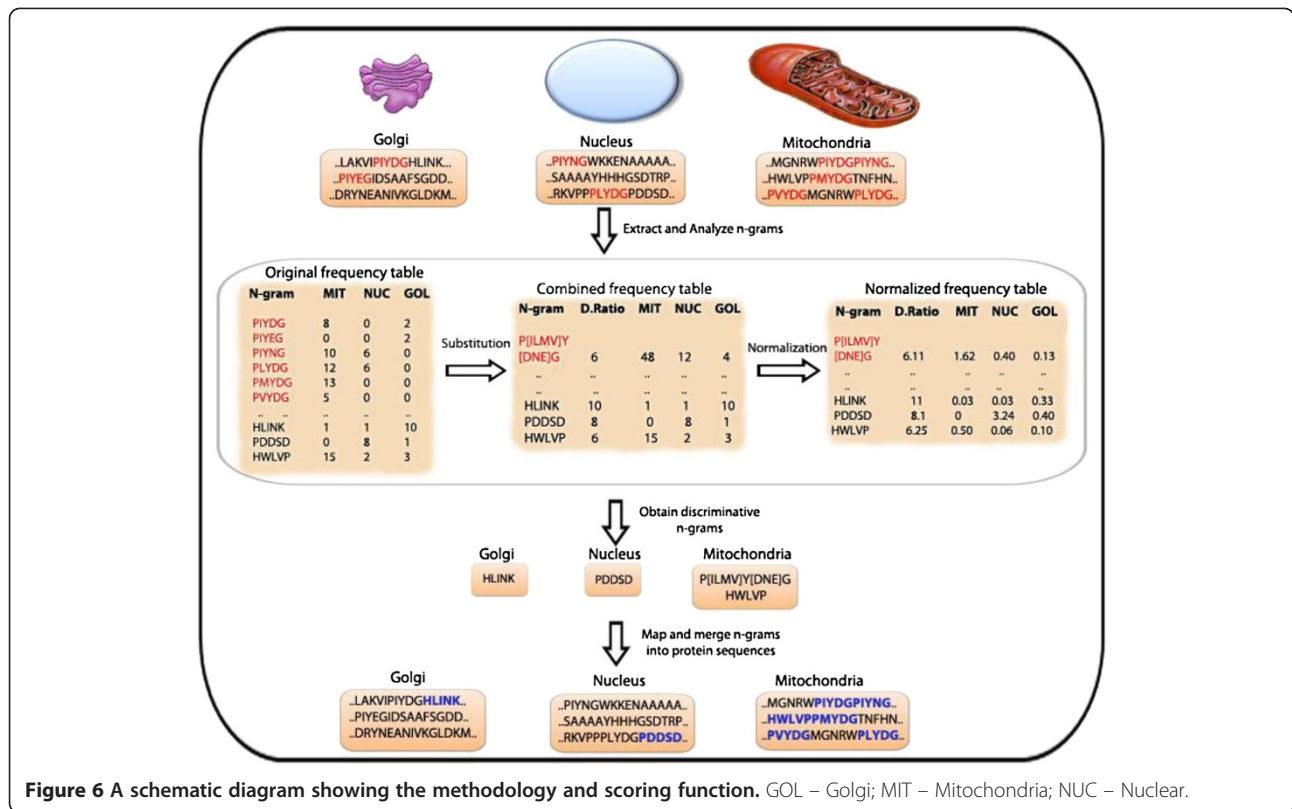 Golgi
Nucleus
Mitochondria
..LAKVIPIYDGHLINK...
..PIYEGIDSAAFSGDD..
..DRYNEANIVKGLDKM..
..PIYNGWKKENAAAAA..
..SAAAAYHHHGSDTRP..
..RKVPPPLYDGPDDSD..
..MGNRWPIYDGPIYNG..
..HWLVPPMYDGTNFHN..
..PVYDGMGNRWPLYDG..
Extract and Analyze n-grams
Original frequency table
N-gram MIT NUC GOL
PIYDG 8 0 2
PIYEG 0 0 2
PIYNG 10 6 0
PLYDG 12 6 0
PMYDG 13 0 0
PVYDG 5 0 0
.. .. .. .. ..
HLINK 1 1 10
PDDSD 0 8 1
HWLVP 15 2 3
Substitution
Combined frequency table
N-gram D.Ratio MIT NUC GOL
P[ILMV]Y
[DNE]G 6 48 12 4
.. .. .. .. ..
.. .. .. .. ..
HLINK 10 1 1 10
PDDSD 8 0 8 1
HWLVP 6 15 2 3
Normalization
Normalized frequency table
N-gram D.Ratio MIT NUC GOL
P[ILMV]Y
[DNE]G 6.11 1.62 0.40 0.13
.. .. .. .. ..
.. .. .. .. ..
HLINK 11 0.03 0.03 0.33
PDDSD 8.1 0 3.24 0.40
HWLVP 6.25 0.50 0.06 0.10
Obtain discriminative
n-grams
Golgi
HLINK
Nucleus
PDDSD
Mitochondria
P[ILMV]Y[DNE]G
HWLVP
Map and merge n-grams
into protein sequences
Golgi
..LAKVIPIYDGHLINK..
..PIYEGIDSAAFSGDD..
..DRYNEANIVKGLDKM..
Nucleus
..PIYNGWKKENAAAAA..
..SAAAAYHHHGSDTRP..
..RKVPPPLYDGPDDSD..
Mitochondria
..MGNRWPIYDGPIYNG..
..HWLVPPMYDGTNFHN..
..PVYDGMGNRWPLYDG..
Figure 6 A schematic diagram showing the methodology and scoring function. GOL – Golgi; MIT – Mitochondria; NUC – Nuclear.